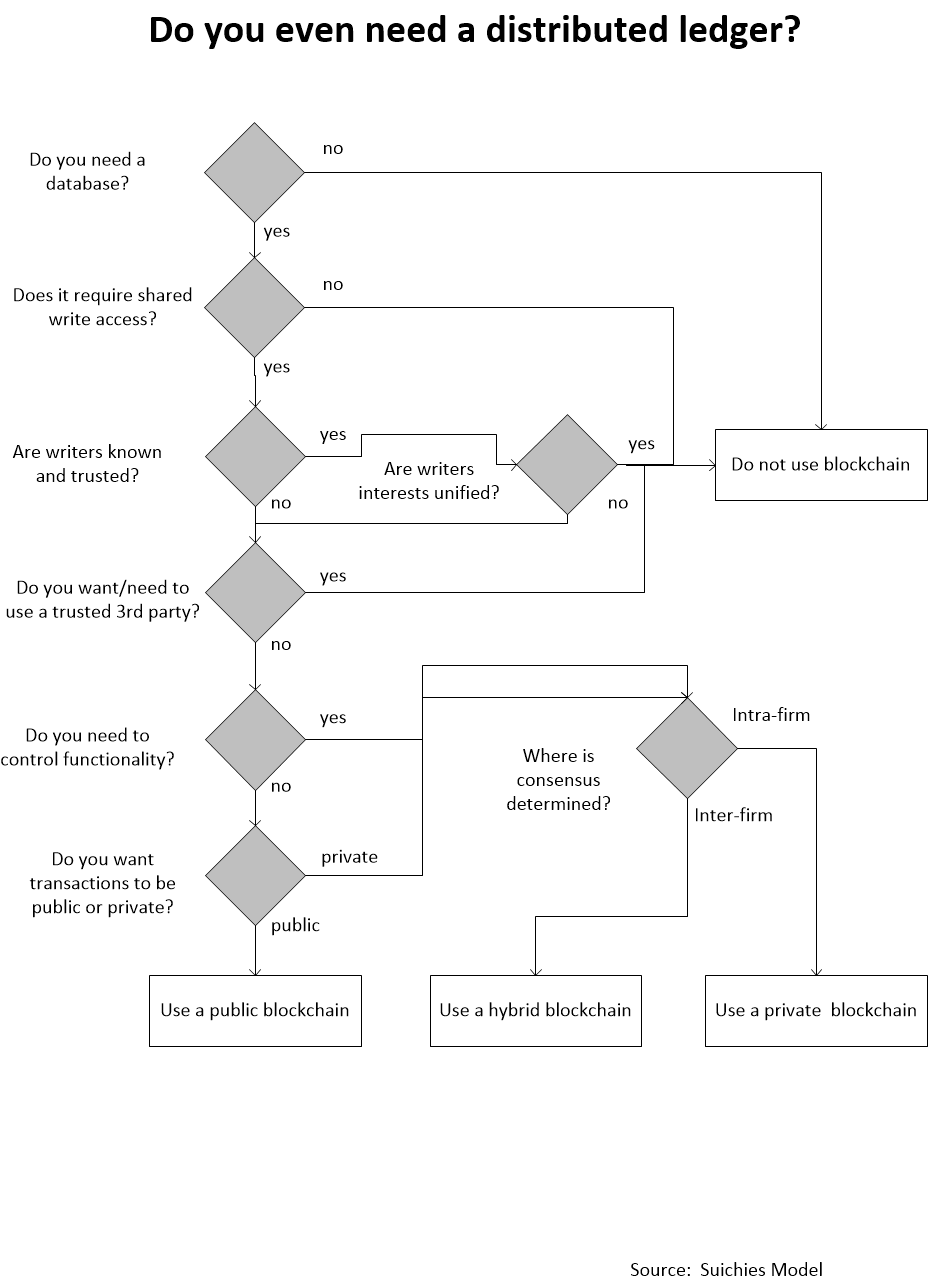 Do you even need a distributed ledger?
no
Do you need a
database?
yes
no
Does it require shared
write access?
yes
yes
Are writers known
and trusted?
Are writers
interests unified?
yes
Do not use blockchain
no
no
yes
Do you want/need to
use a trusted 3rd party?
no
yes
Do you need to
control functionality?
no
Where is
consensus
determined?
Intra-firm
Inter-firm
private
Do you want
transactions to be
public or private?
public
Use a public blockchain
Use a hybrid blockchain
Use a private  blockchain
Source:  Suichies Model